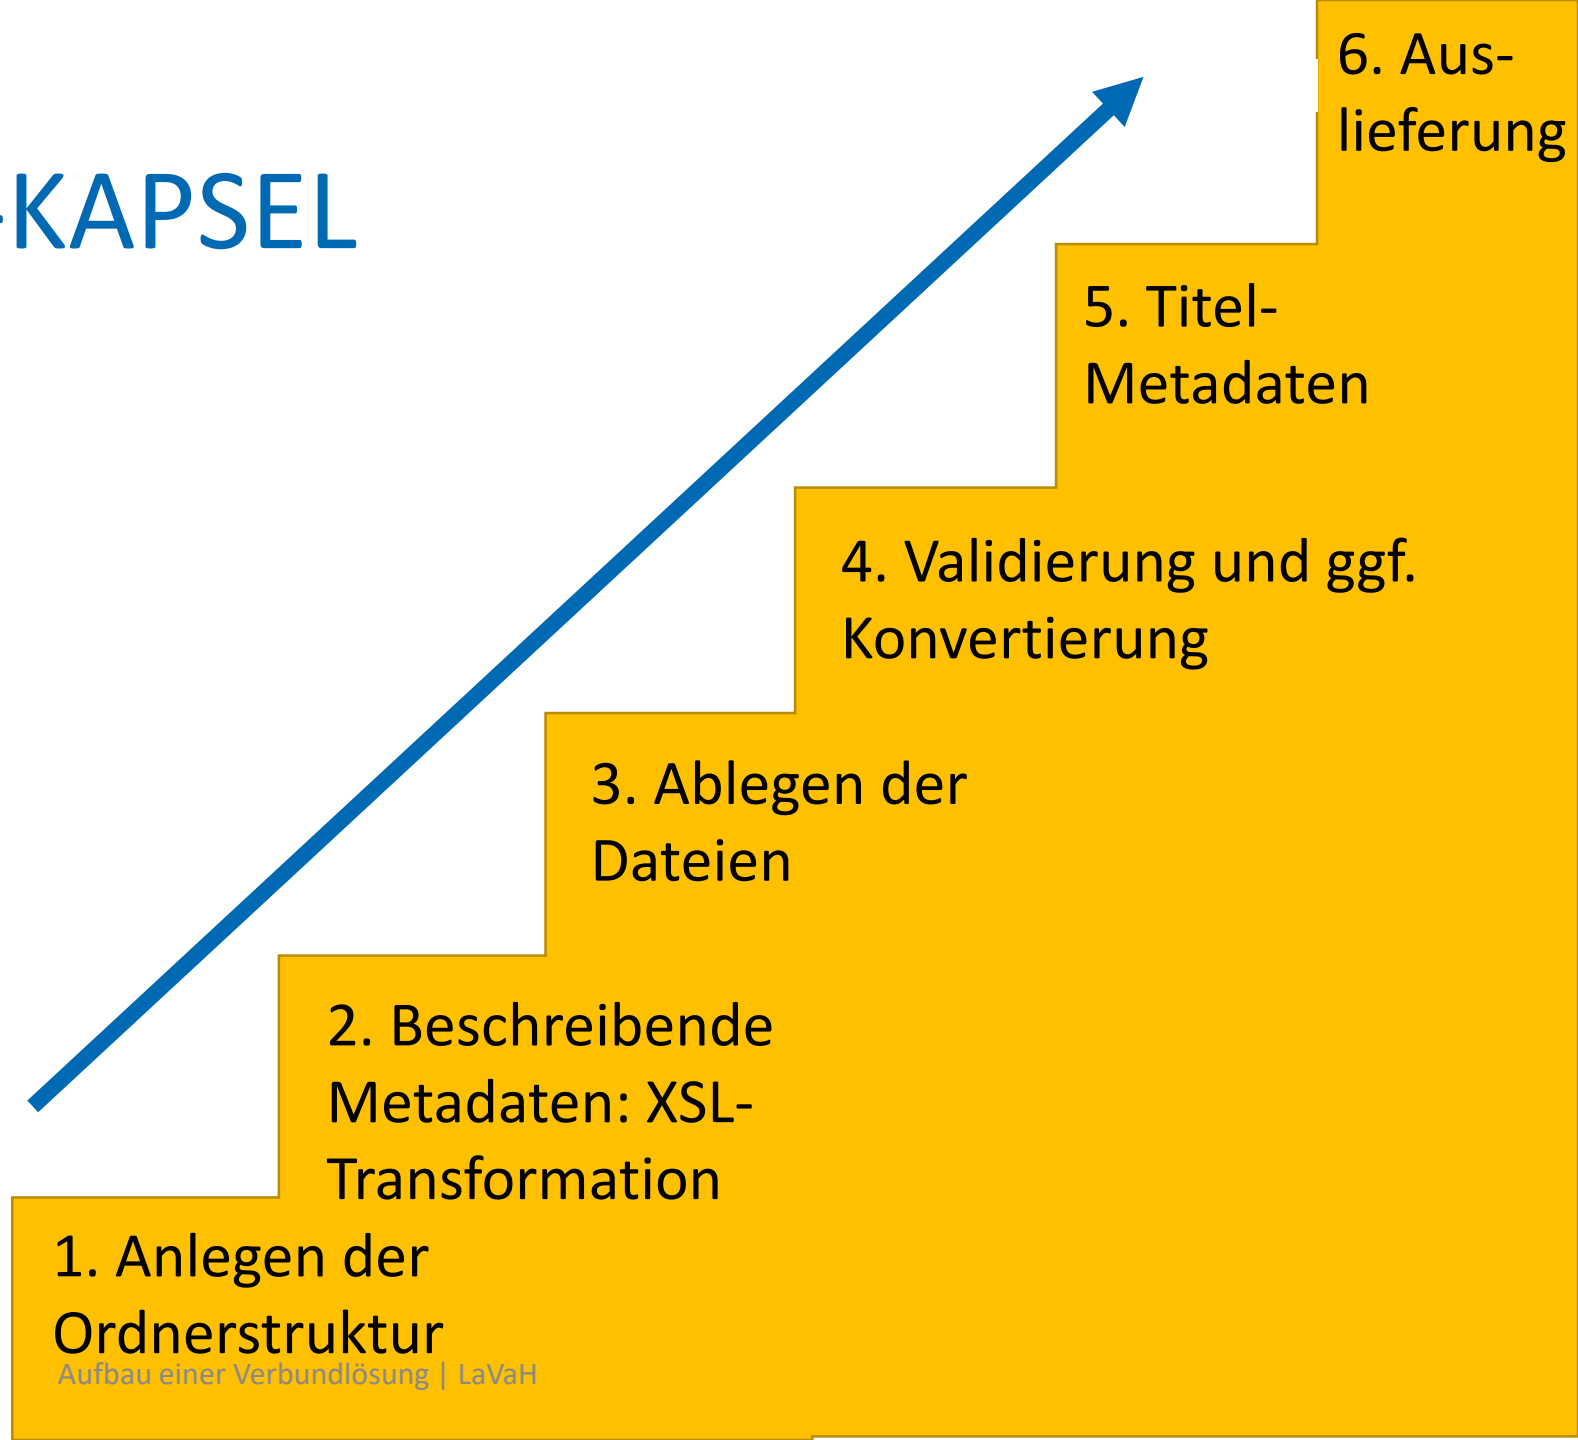 -KAPSEL
6. Aus-
lieferung
5. Titel-
Metadaten
4. Validierung und ggf.
Konvertierung
3. Ablegen der
Dateien
2. Beschreibende
Metadaten: XSL-
Transformation
1. Anlegen der
Ordnerstruktur
Aufbau einer Verbundlösung | LaVaH